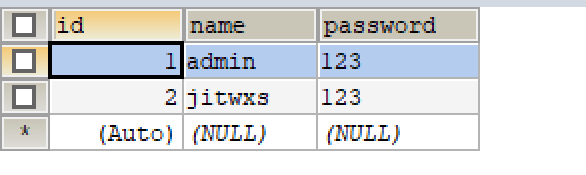 id name password
1 admin 123
2 jitwxs 123
* (Auto) (NULL) (NULL)